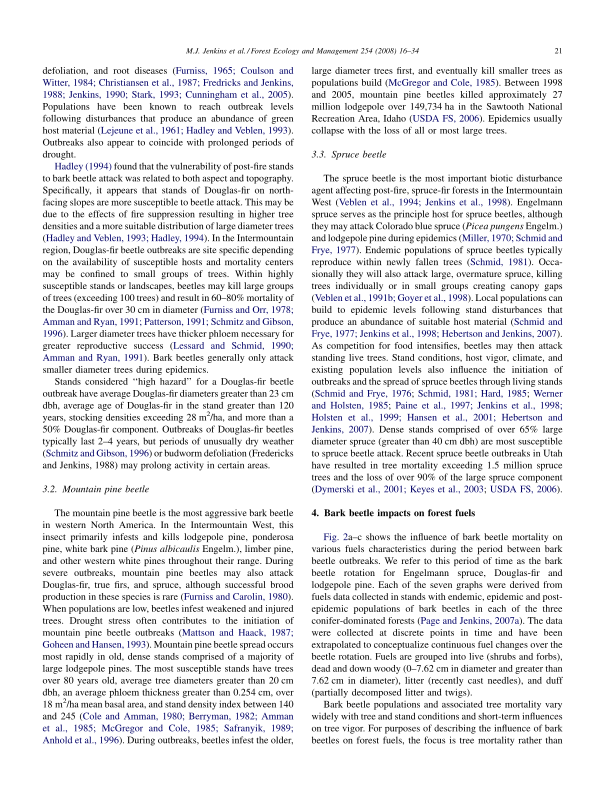 M.J. Jenkins et al. / Forest Ecology and Management 254 (2008) 16–34
21
defoliation, and root diseases (Furniss, 1965; Coulson and
Witter, 1984; Christiansen et al., 1987; Fredricks and Jenkins,
1988; Jenkins, 1990; Stark, 1993; Cunningham et al., 2005).
Populations have been known to reach outbreak levels
following disturbances that produce an abundance of green
host material (Lejeune et al., 1961; Hadley and Veblen, 1993).
Outbreaks also appear to coincide with prolonged periods of
drought.
Hadley (1994) found that the vulnerability of post-fire stands
to bark beetle attack was related to both aspect and topography.
Specifically, it appears that stands of Douglas-fir on north-
facing slopes are more susceptible to beetle attack. This may be
due to the effects of fire suppression resulting in higher tree
densities and a more suitable distribution of large diameter trees
(Hadley and Veblen, 1993; Hadley, 1994). In the Intermountain
region, Douglas-fir beetle outbreaks are site specific depending
on the availability of susceptible hosts and mortality centers
may be confined to small groups of trees. Within highly
susceptible stands or landscapes, beetles may kill large groups
of trees (exceeding 100 trees) and result in 60–80% mortality of
the Douglas-fir over 30 cm in diameter (Furniss and Orr, 1978;
Amman and Ryan, 1991; Patterson, 1991; Schmitz and Gibson,
1996). Larger diameter trees have thicker phloem necessary for
greater reproductive success (Lessard and Schmid, 1990;
Amman and Ryan, 1991). Bark beetles generally only attack
smaller diameter trees during epidemics.
Stands considered ‘‘high hazard’’ for a Douglas-fir beetle
outbreak have average Douglas-fir diameters greater than 23 cm
dbh, average age of Douglas-fir in the stand greater than 120
years, stocking densities exceeding 28 m²/ha, and more than a
50% Douglas-fir component. Outbreaks of Douglas-fir beetles
typically last 2–4 years, but periods of unusually dry weather
(Schmitz and Gibson, 1996) or budworm defoliation (Fredericks
and Jenkins, 1988) may prolong activity in certain areas.
3.2. Mountain pine beetle
The mountain pine beetle is the most aggressive bark beetle
in western North America. In the Intermountain West, this
insect primarily infests and kills lodgepole pine, ponderosa
pine, white bark pine (Pinus albicaulis Engelm.), limber pine,
and other western white pines throughout their range. During
severe outbreaks, mountain pine beetles may also attack
Douglas-fir, true firs, and spruce, although successful brood
production in these species is rare (Furniss and Carolin, 1980).
When populations are low, beetles infest weakened and injured
trees. Drought stress often contributes to the initiation of
mountain pine beetle outbreaks (Mattson and Haack, 1987;
Goheen and Hansen, 1993). Mountain pine beetle spread occurs
most rapidly in old, dense stands comprised of a majority of
large lodgepole pines. The most susceptible stands have trees
over 80 years old, average tree diameters greater than 20 cm
dbh, an average phloem thickness greater than 0.254 cm, over
18 m²/ha mean basal area, and stand density index between 140
and 245 (Cole and Amman, 1980; Berryman, 1982; Amman
et al., 1985; McGregor and Cole, 1985; Safranyik, 1989;
Anhold et al., 1996). During outbreaks, beetles infest the older,
large diameter trees first, and eventually kill smaller trees as
populations build (McGregor and Cole, 1985). Between 1998
and 2005, mountain pine beetles killed approximately 27
million lodgepole over 149,734 ha in the Sawtooth National
Recreation Area, Idaho (USDA FS, 2006). Epidemics usually
collapse with the loss of all or most large trees.
3.3. Spruce beetle
The spruce beetle is the most important biotic disturbance
agent affecting post-fire, spruce-fir forests in the Intermountain
West (Veblen et al., 1994; Jenkins et al., 1998). Engelmann
spruce serves as the principle host for spruce beetles, although
they may attack Colorado blue spruce (Picea pungens Engelm.)
and lodgepole pine during epidemics (Miller, 1970; Schmid and
Frye, 1977). Endemic populations of spruce beetles typically
reproduce within newly fallen trees (Schmid, 1981). Occa-
sionally they will also attack large, overmature spruce, killing
trees individually or in small groups creating canopy gaps
(Veblen et al., 1991b; Goyer et al., 1998). Local populations can
build to epidemic levels following stand disturbances that
produce an abundance of suitable host material (Schmid and
Frye, 1977; Jenkins et al., 1998; Hebertson and Jenkins, 2007).
As competition for food intensifies, beetles may then attack
standing live trees. Stand conditions, host vigor, climate, and
existing population levels also influence the initiation of
outbreaks and the spread of spruce beetles through living stands
(Schmid and Frye, 1976; Schmid, 1981; Hard, 1985; Werner
and Holsten, 1985; Paine et al., 1997; Jenkins et al., 1998;
Holsten et al., 1999; Hansen et al., 2001; Hebertson and
Jenkins, 2007). Dense stands comprised of over 65% large
diameter spruce (greater than 40 cm dbh) are most susceptible
to spruce beetle attack. Recent spruce beetle outbreaks in Utah
have resulted in tree mortality exceeding 1.5 million spruce
trees and the loss of over 90% of the large spruce component
(Dymerski et al., 2001; Keyes et al., 2003; USDA FS, 2006).
4. Bark beetle impacts on forest fuels
Fig. 2a–c shows the influence of bark beetle mortality on
various fuels characteristics during the period between bark
beetle outbreaks. We refer to this period of time as the bark
beetle rotation for Engelmann spruce, Douglas-fir and
lodgepole pine. Each of the seven graphs were derived from
fuels data collected in stands with endemic, epidemic and post-
epidemic populations of bark beetles in each of the three
conifer-dominated forests (Page and Jenkins, 2007a). The data
were collected at discrete points in time and have been
extrapolated to conceptualize continuous fuel changes over the
beetle rotation. Fuels are grouped into live (shrubs and forbs),
dead and down woody (0–7.62 cm in diameter and greater than
7.62 cm in diameter), litter (recently cast needles), and duff
(partially decomposed litter and twigs).
Bark beetle populations and associated tree mortality vary
widely with tree and stand conditions and short-term influences
on tree vigor. For purposes of describing the influence of bark
beetles on forest fuels, the focus is tree mortality rather than